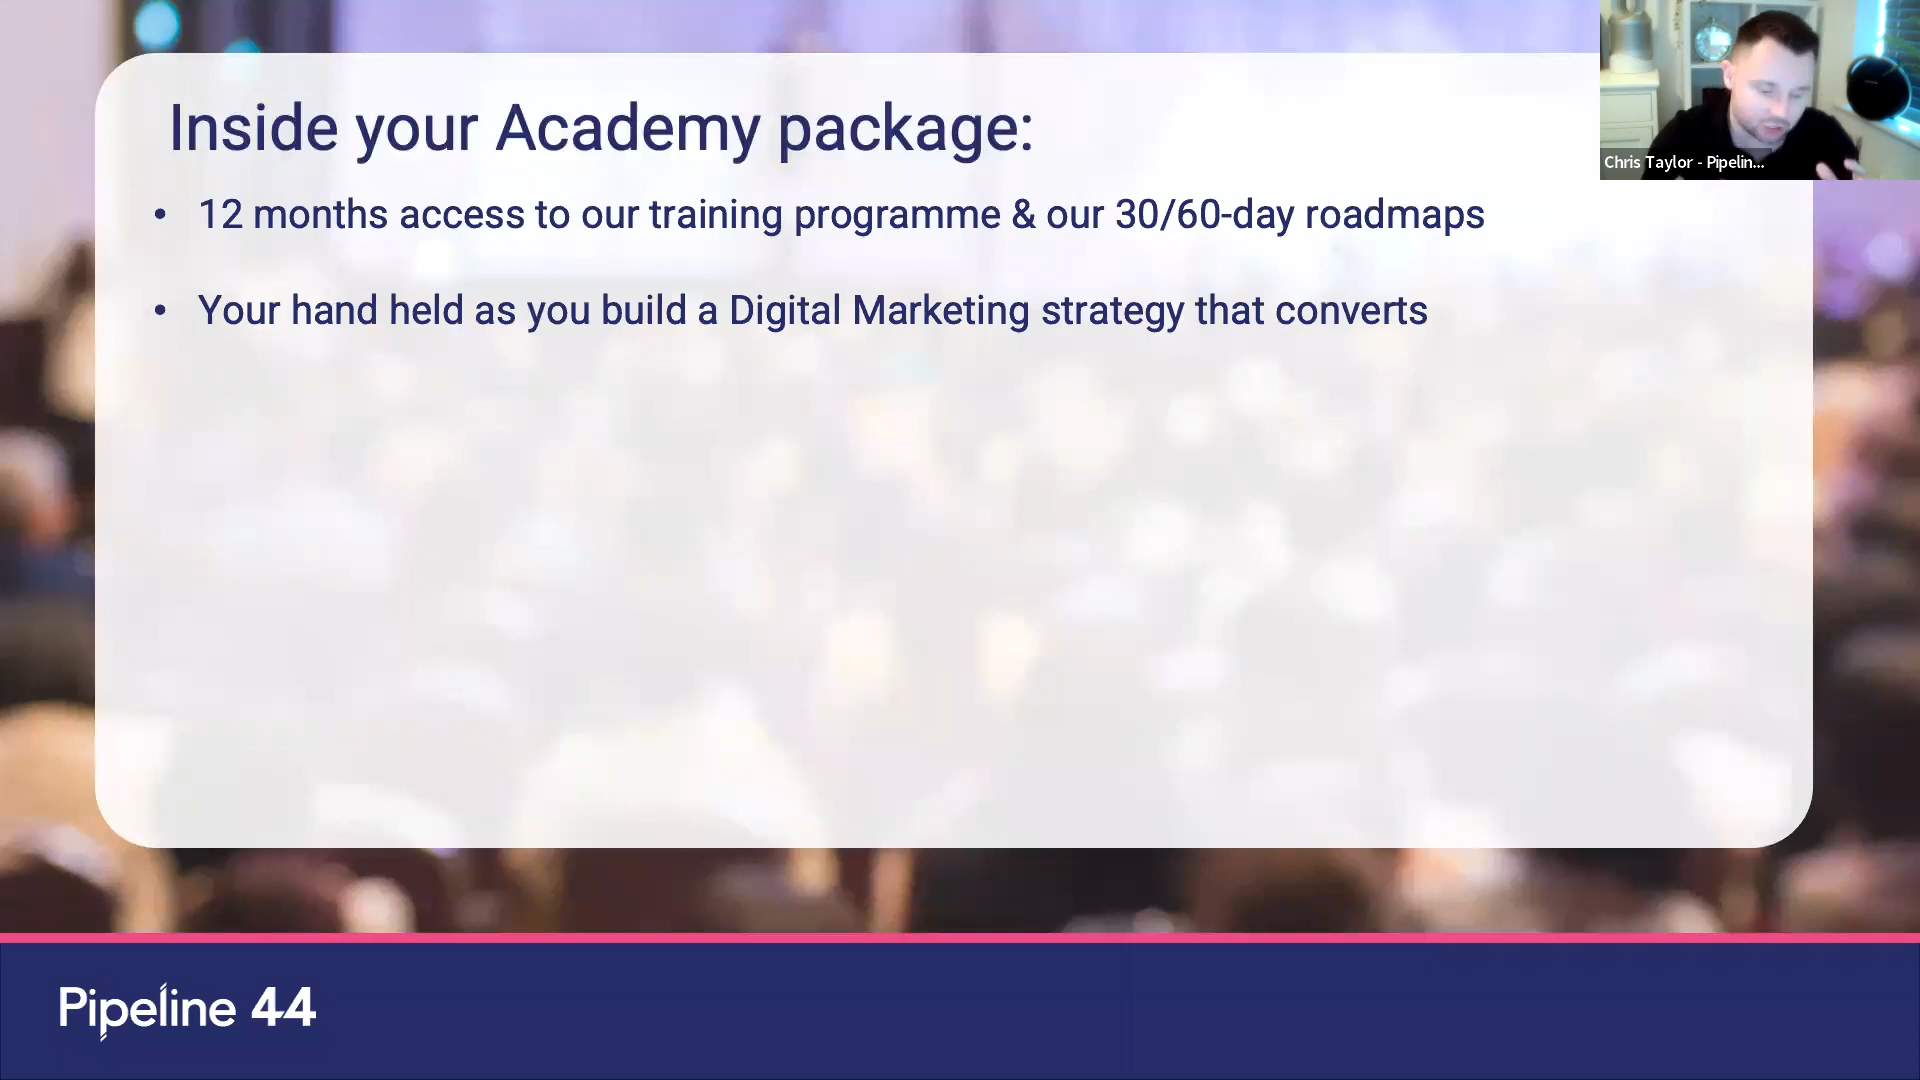 Inside your Academy package:
• 12 months access to our training programme & our 30/60-day roadmaps
• Your hand held as you build a Digital Marketing strategy that converts
Chris Taylor - Pipelin...
Pipeline 44